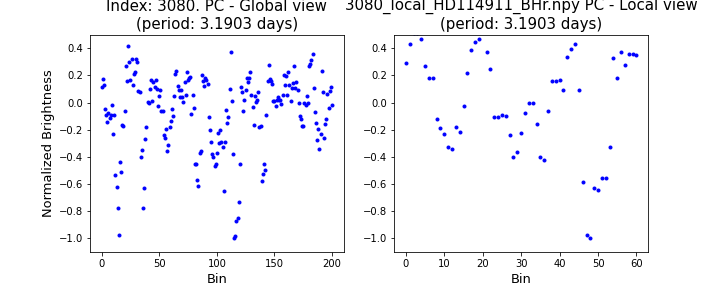 Index: 3080. PC - Global view
(period: 3.1903 days)
3080_local_HD114911_BHr.npy PC - Local view
(period: 3.1903 days)
Normalized Brightness
0.4
0.2
0.0
−0.2
−0.4
−0.6
−0.8
−1.0
0 50 100 150 200
Bin
0.4
0.2
0.0
−0.2
−0.4
−0.6
−0.8
−1.0
0 10 20 30 40 50 60
Bin